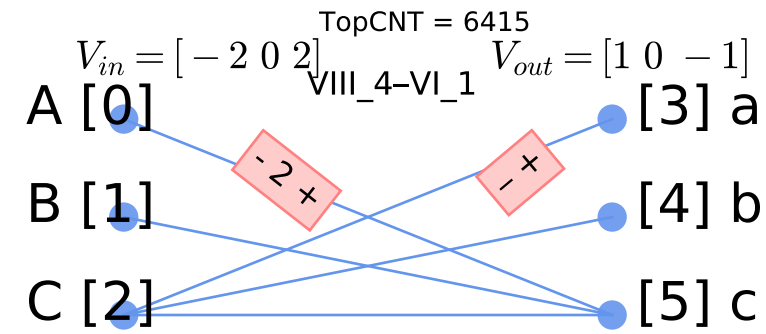 TopCNT = 6415
V_in = [ − 2 0 2] V_out = [1 0 − 1]
VIII_4–VI_1
A [0] [3] a
- 2 + − +
B [1] [4] b
C [2] [5] c